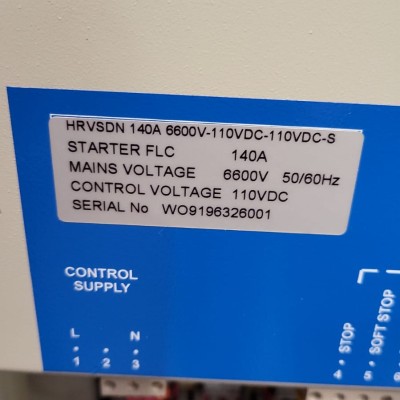 HRVSDN 140A 6600V-110VDC-110VDC-S
STARTER FLC 140A
MAINS VOLTAGE 6600V 50/60Hz
CONTROL VOLTAGE 110VDC
SERIAL No WO9196326001
CONTROL
SUPPLY
L N
1 2 3
4 STOP
5 SOFT STOP
6